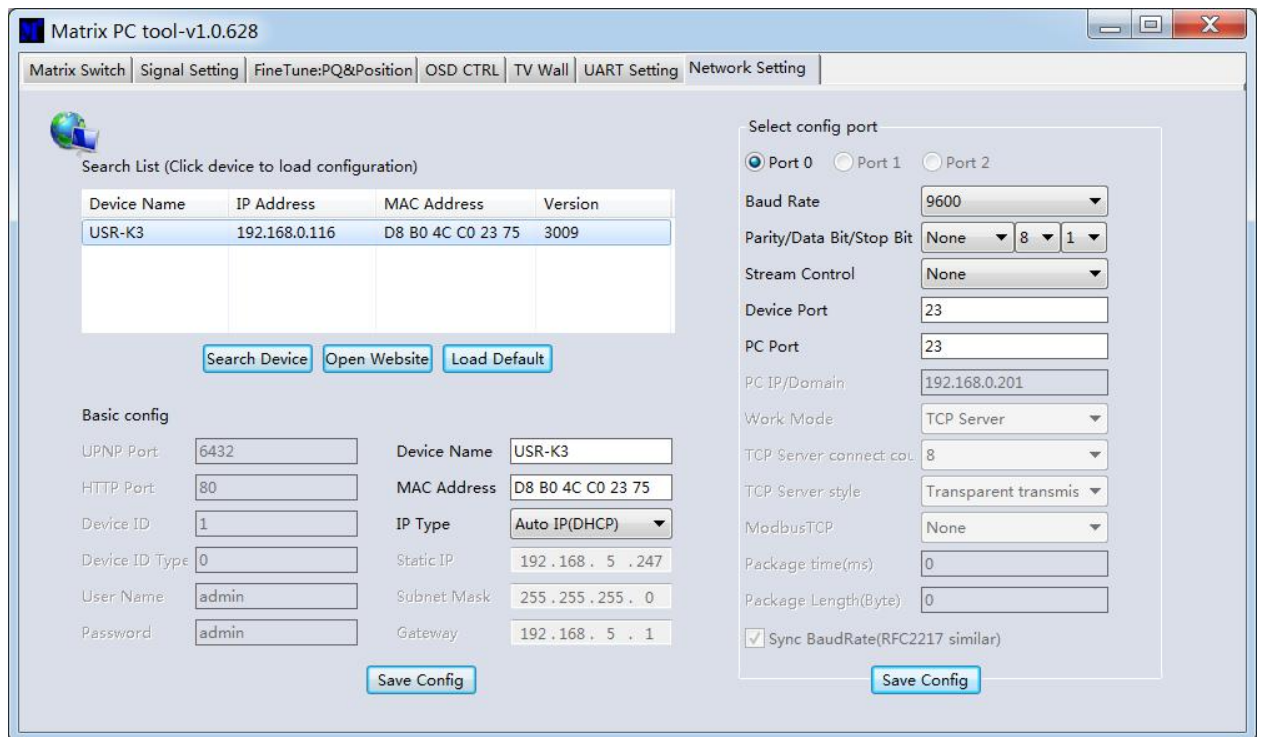 Matrix PC tool-v1.0.628
Matrix Switch Signal Setting FineTune:PQ&Position OSD CTRL TV Wall UART Setting Network Setting
Search List (Click device to load configuration)
Device Name IP Address MAC Address Version
USR-K3 192.168.0.116 D8 B0 4C C0 23 75 3009
Search Device Open Website Load Default
Basic config
UPNP Port 6432
HTTP Port 80
Device ID 1
Device ID Type 0
User Name admin
Password admin
Device Name USR-K3
MAC Address D8 B0 4C C0 23 75
IP Type Auto IP(DHCP)
Static IP 192 . 168 . 5 . 247
Subnet Mask 255 . 255 . 255 . 0
Gateway 192 . 168 . 5 . 1
Save Config
Select config port
Port 0 Port 1 Port 2
Baud Rate 9600
Parity/Data Bit/Stop Bit None 8 1
Stream Control None
Device Port 23
PC Port 23
PC IP/Domain 192.168.0.201
Work Mode TCP Server
TCP Server connect cou 8
TCP Server style Transparent transmis
ModbusTCP None
Package time(ms) 0
Package Length(Byte) 0
Sync BaudRate(RFC2217 similar)
Save Config